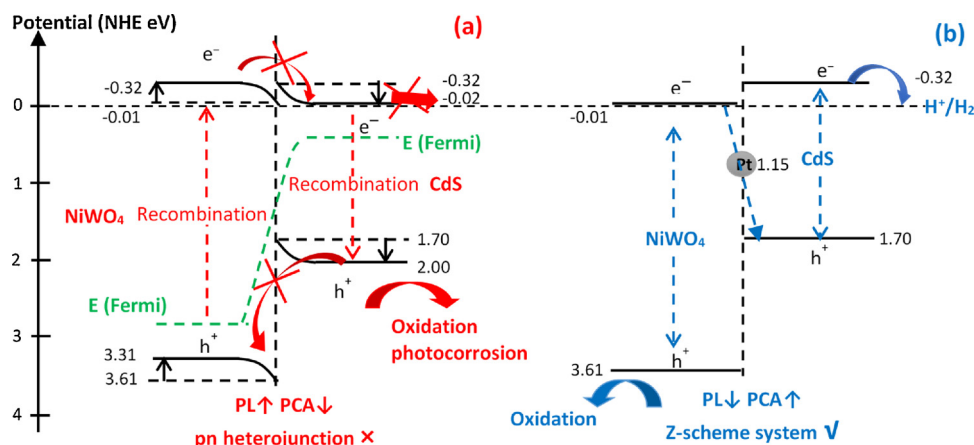 Potential (NHE eV)
(a)
(b)
0
1
2
3
4
e⁻
-0.32
-0.01
-0.32
-0.02
e⁻
E (Fermi)
NiWO₄
Recombination
Recombination
CdS
1.70
2.00
h⁺
E (Fermi)
h⁺
3.31
3.61
Oxidation
photocorrosion
PL↑ PCA↓
pn heterojunction ×
e⁻
-0.01
e⁻
-0.32
H⁺/H₂
Pt 1.15
CdS
NiWO₄
1.70
h⁺
h⁺
3.61
Oxidation
PL↓ PCA↑
Z-scheme system √